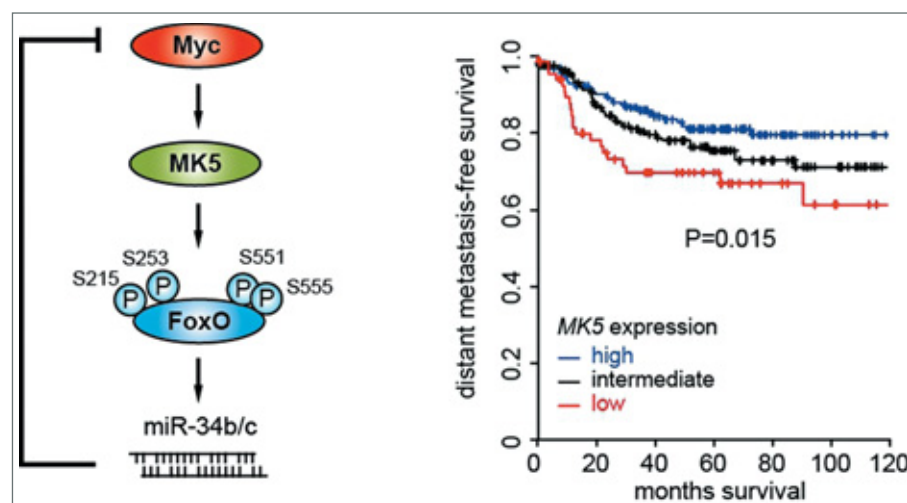 Myc
MK5
S253
S551
S215
S555
P
P
P
P
FoxO
miR-34b/c
distant metastasis-free survival
1.0
0.8
0.6
0.4
0.2
0
P=0.015
MK5 expression
high
intermediate
low
0 20 40 60 80 100 120
months survival